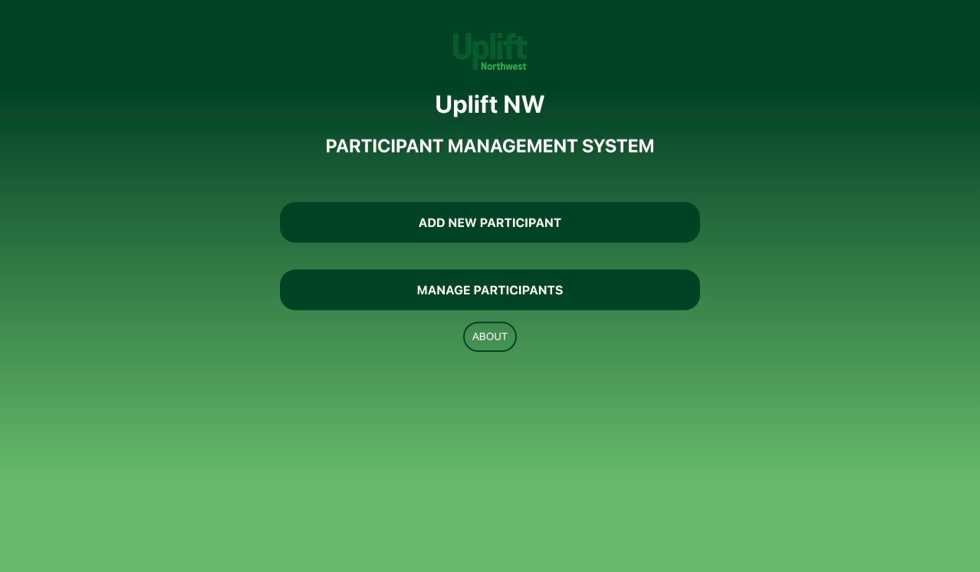 Uplift
Northwest
Uplift NW
PARTICIPANT MANAGEMENT SYSTEM
ADD NEW PARTICIPANT
MANAGE PARTICIPANTS
ABOUT